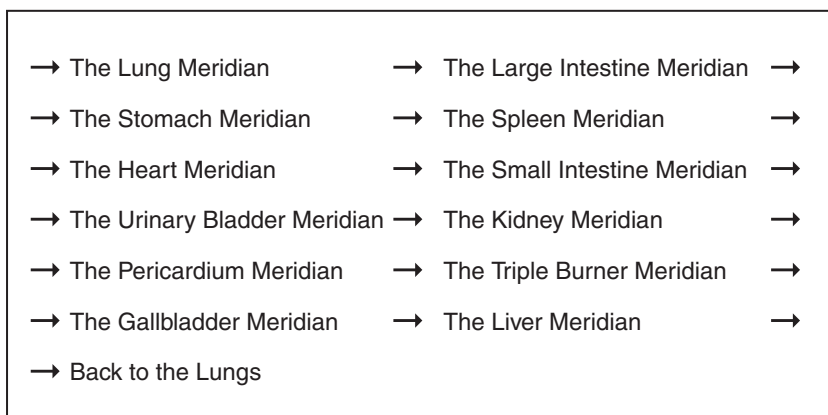 → The Lung Meridian → The Large Intestine Meridian →
→ The Stomach Meridian → The Spleen Meridian →
→ The Heart Meridian → The Small Intestine Meridian →
→ The Urinary Bladder Meridian → The Kidney Meridian →
→ The Pericardium Meridian → The Triple Burner Meridian →
→ The Gallbladder Meridian → The Liver Meridian →
→ Back to the Lungs